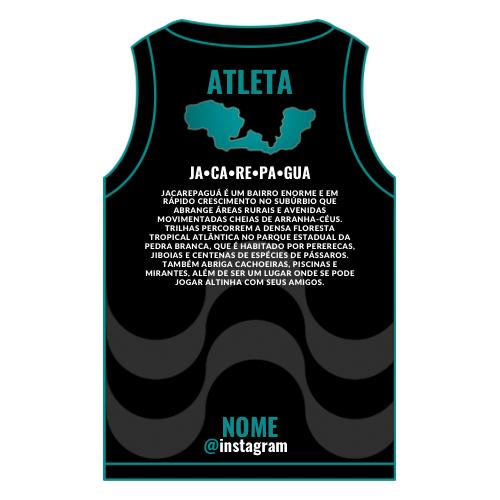 ATLETA
JA•CA•RE•PA•GUA
JACAREPAGUÁ É UM BAIRRO ENORME E EM
RÁPIDO CRESCIMENTO NO SUBÚRBIO QUE
ABRANGE ÁREAS RURAIS E AVENIDAS
MOVIMENTADAS CHEIAS DE ARRANHA-CÉUS.
TRILHAS PERCORREM A DENSA FLORESTA
TROPICAL ATLÂNTICA NO PARQUE ESTADUAL DA
PEDRA BRANCA, QUE É HABITADO POR PERERECAS,
JIBOIAS E CENTENAS DE ESPÉCIES DE PÁSSAROS.
TAMBÉM ABRIGA CACHOEIRAS, PISCINAS E
MIRANTES, ALÉM DE SER UM LUGAR ONDE SE PODE
JOGAR ALTINHA COM SEUS AMIGOS.
NOME
@instagram